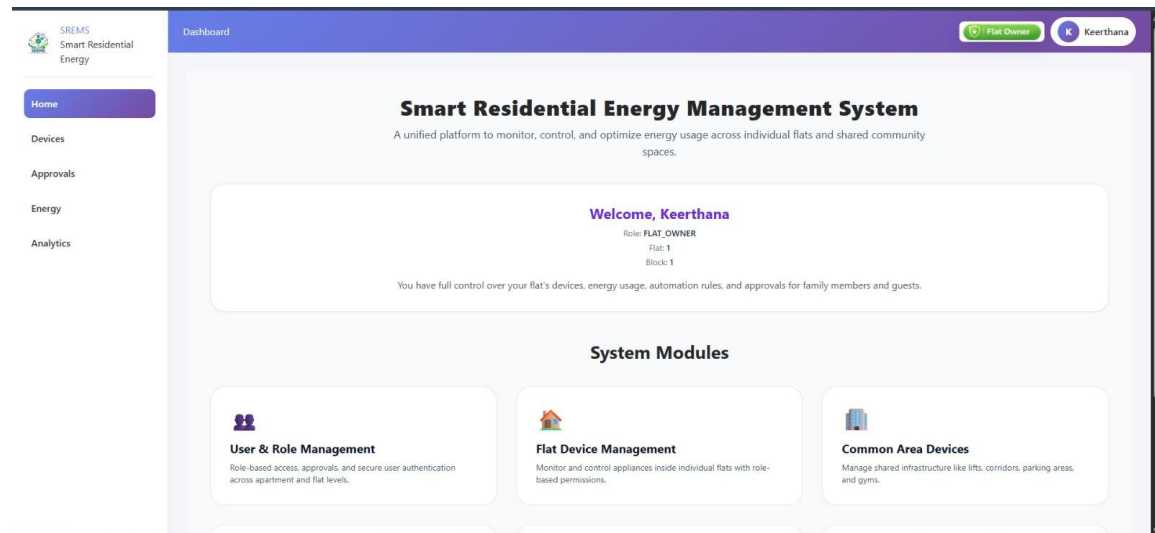 SREMS
Smart Residential
Energy
Dashboard
Flat Owner
K
Keerthana
Home
Devices
Approvals
Energy
Analytics
Smart Residential Energy Management System
A unified platform to monitor, control, and optimize energy usage across individual flats and shared community
spaces.
Welcome, Keerthana
Role: FLAT_OWNER
Flat: 1
Block: 1
You have full control over your flat's devices, energy usage, automation rules, and approvals for family members and guests.
System Modules
User & Role Management
Role-based access, approvals, and secure user authentication
across apartment and flat levels.
Flat Device Management
Monitor and control appliances inside individual flats with role-
based permissions.
Common Area Devices
Manage shared infrastructure like lifts, corridors, parking areas,
and gyms.